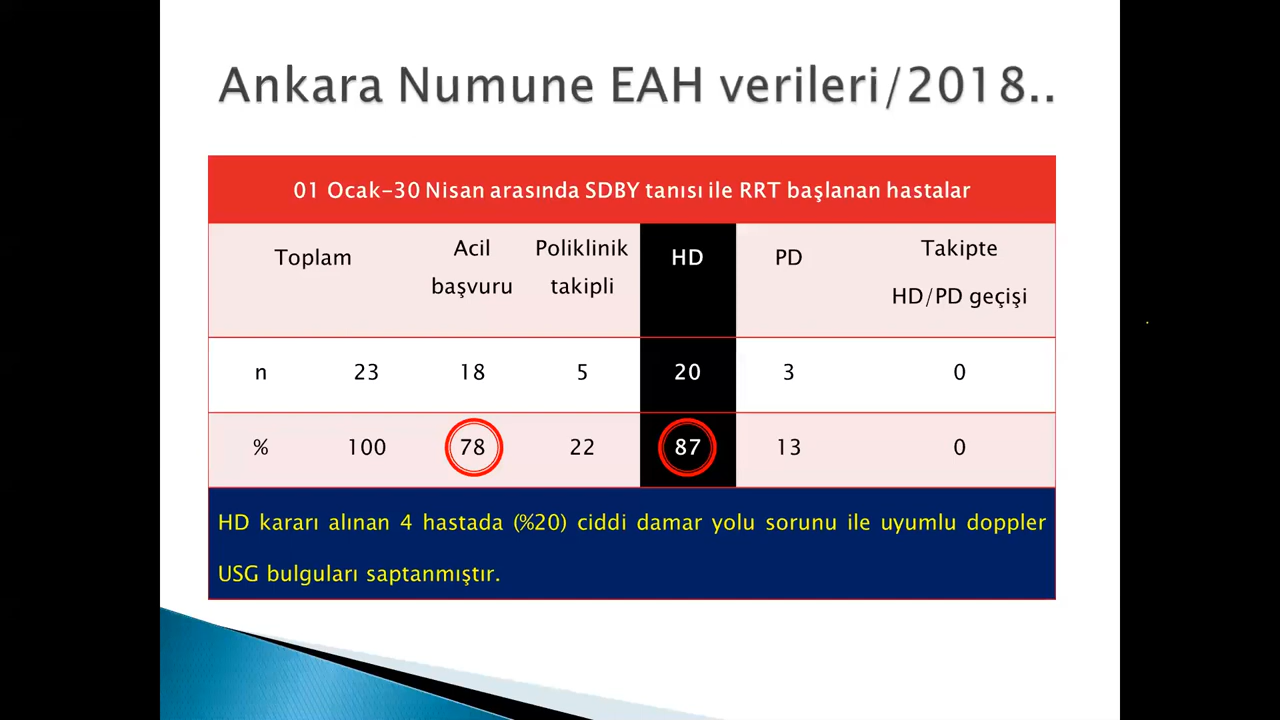 Ankara Numune EAH verileri/2018..
01 Ocak-30 Nisan arasında SDBY tanısı ile RRT başlanan hastalar
Toplam Acil başvuru Poliklinik takipli HD PD Takipte HD/PD geçişi
n 23 18 5 20 3 0
% 100 78 22 87 13 0
HD kararı alınan 4 hastada (%20) ciddi damar yolu sorunu ile uyumlu doppler
USG bulguları saptanmıştır.